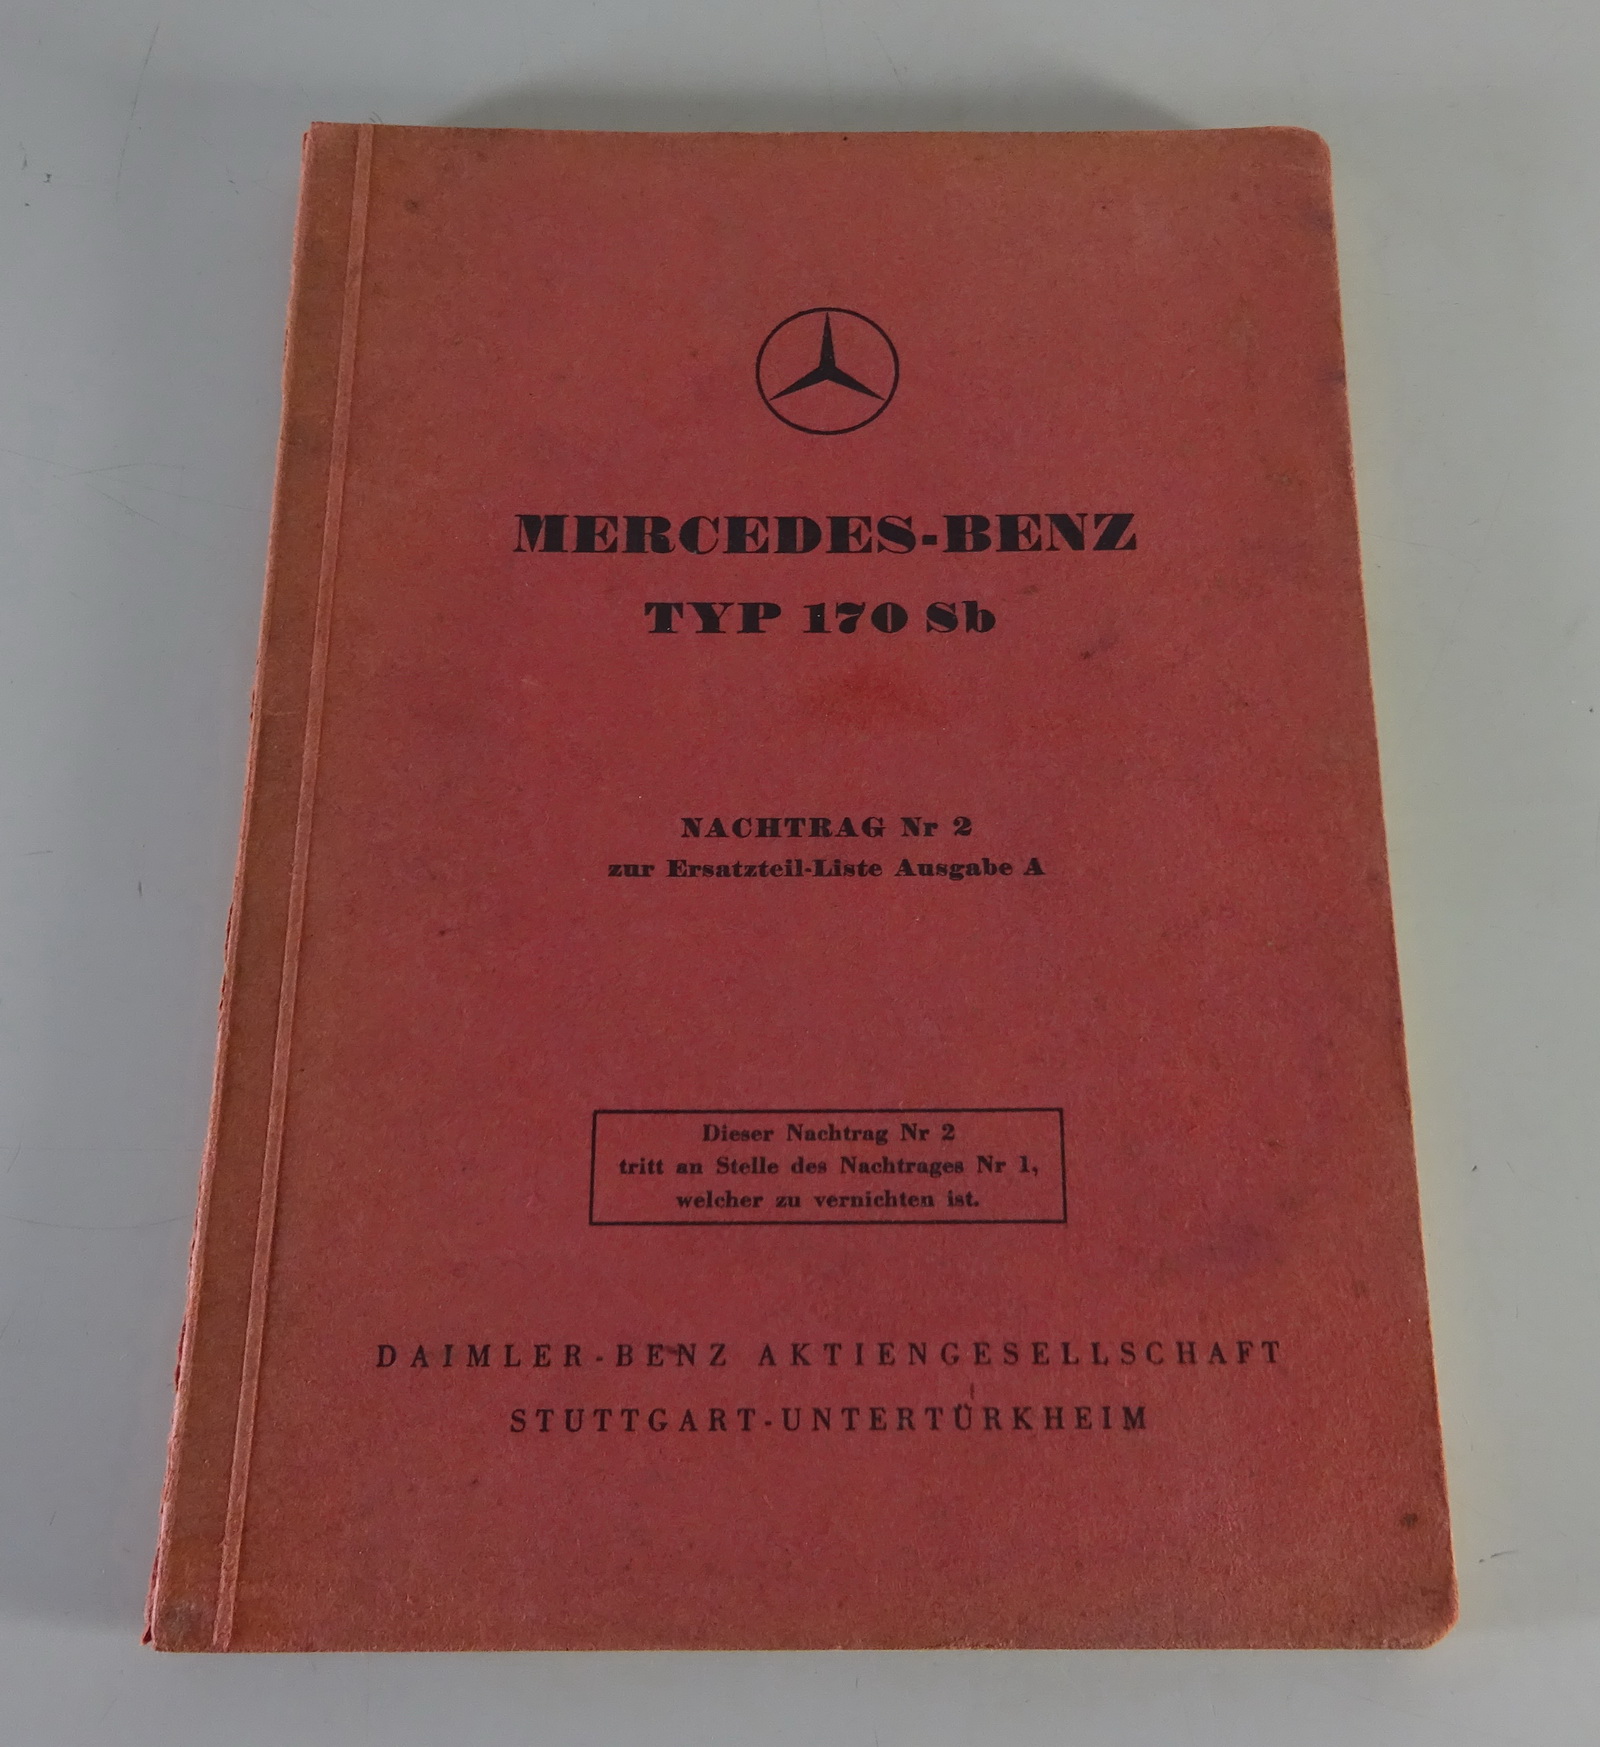 MERCEDES-BENZ
TYP 170 Sb
NACHTRAG Nr 2
zur Ersatzteil-Liste Ausgabe A
Dieser Nachtrag Nr 2
tritt an Stelle des Nachtrages Nr 1,
welcher zu vernichten ist.
DAIMLER-BENZ AKTIENGESELLSCHAFT
STUTTGART-UNTERTÜRKHEIM